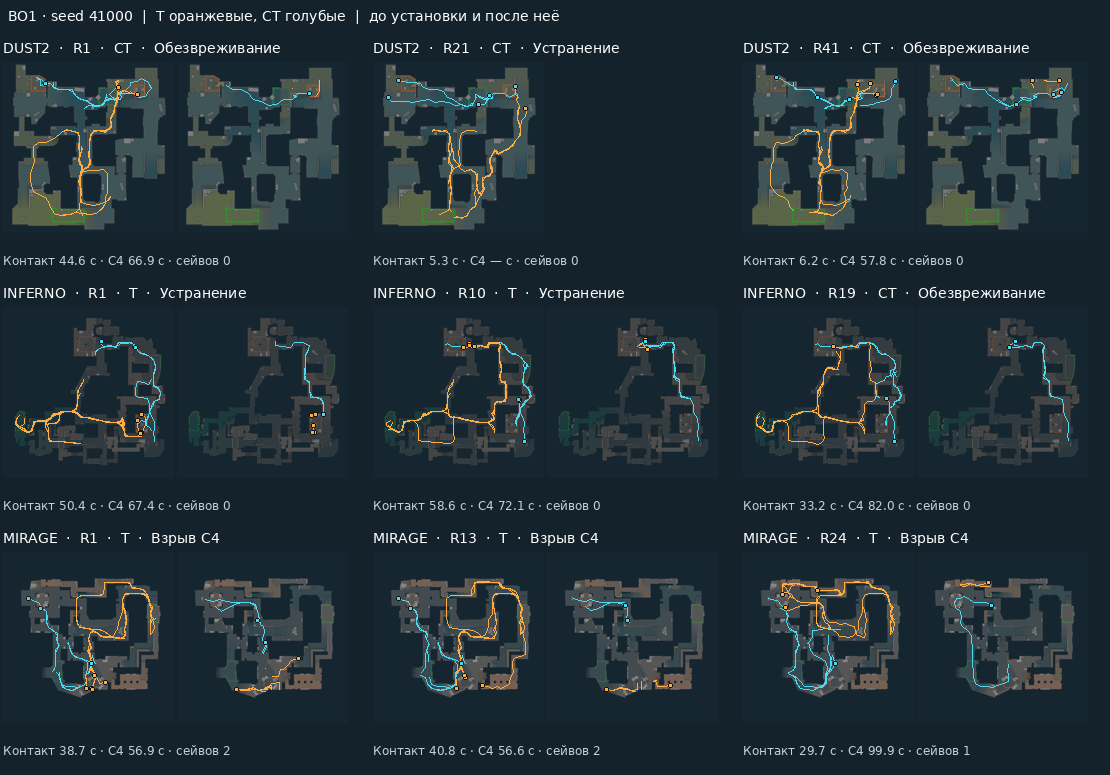 BO1 · seed 41000 | T оранжевые, CT голубые | до установки и после неё
DUST2 · R1 · CT · Обезвреживание
DUST2 · R21 · CT · Устранение
DUST2 · R41 · CT · Обезвреживание
Контакт 44.6 с · C4 66.9 с · сейвов 0
Контакт 5.3 с · C4 — с · сейвов 0
Контакт 6.2 с · C4 57.8 с · сейвов 0
INFERNO · R1 · T · Устранение
INFERNO · R10 · T · Устранение
INFERNO · R19 · CT · Обезвреживание
Контакт 50.4 с · C4 67.4 с · сейвов 0
Контакт 58.6 с · C4 72.1 с · сейвов 0
Контакт 33.2 с · C4 82.0 с · сейвов 0
MIRAGE · R1 · T · Взрыв C4
MIRAGE · R13 · T · Взрыв C4
MIRAGE · R24 · T · Взрыв C4
Контакт 38.7 с · C4 56.9 с · сейвов 2
Контакт 40.8 с · C4 56.6 с · сейвов 2
Контакт 29.7 с · C4 99.9 с · сейвов 1